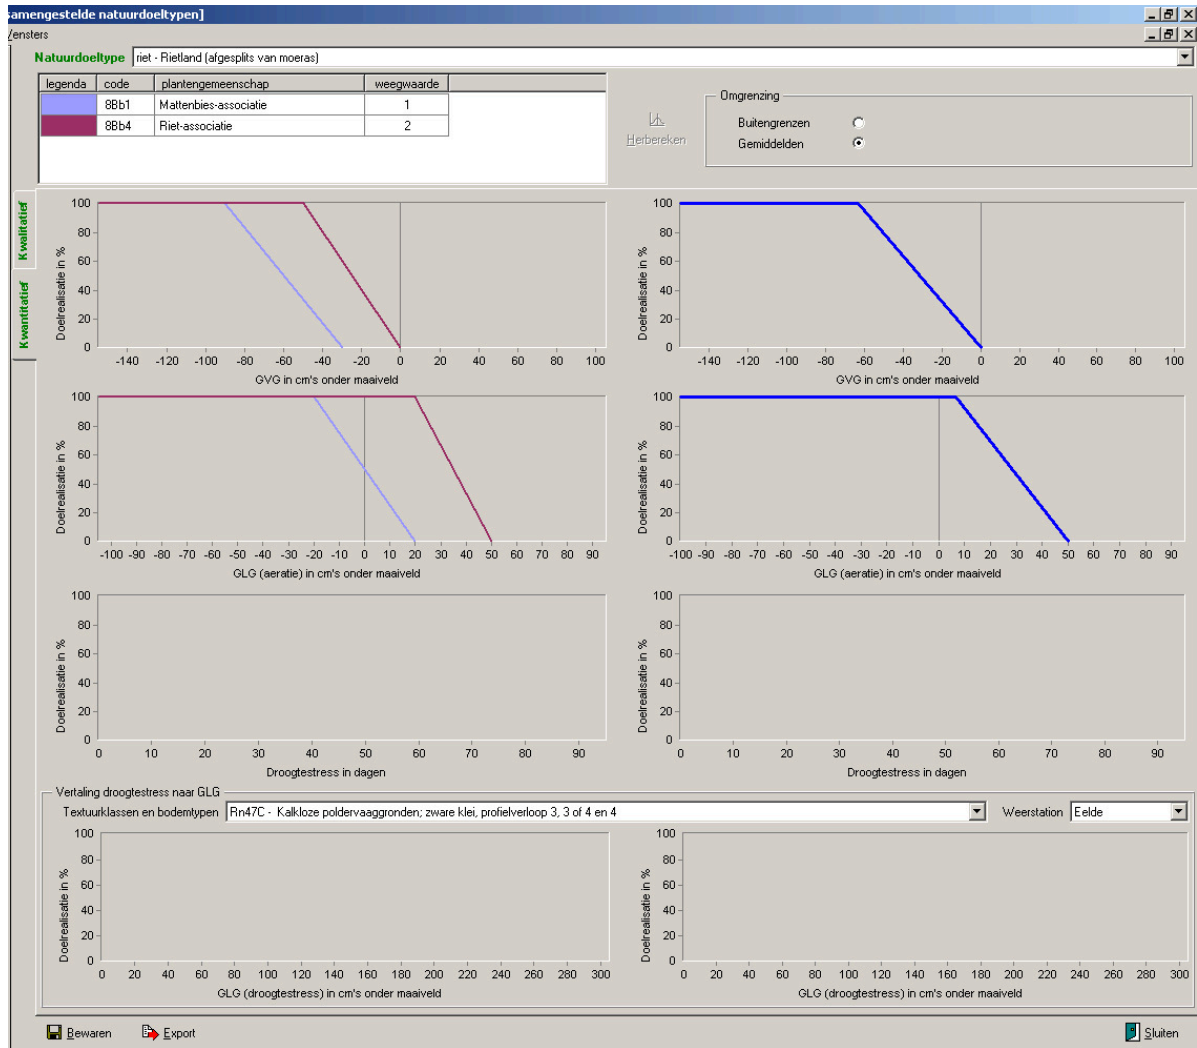 samengestelde natuurdoeltypen]
Vensters
Natuurdoeltype riet - Rietland (afgesplits van moeras)
legenda code plantengemeenschap weegwaarde
8Bb1 Mattenbies-associatie 1
8Bb4 Riet-associatie 2
Herbereken
Omgrenzing
Buitengrenzen
Gemiddelden
Kwalitatief
Kwantitatief
Doelrealisatie in %
100
80
60
40
20
0
-140 -120 -100 -80 -60 -40 -20 0 20 40 60 80 100
GVG in cm's onder maaiveld
Doelrealisatie in %
100
80
60
40
20
0
-140 -120 -100 -80 -60 -40 -20 0 20 40 60 80 100
GVG in cm's onder maaiveld
Doelrealisatie in %
100
80
60
40
20
0
-100 -90 -80 -70 -60 -50 -40 -30 -20 -10 0 10 20 30 40 50 60 70 80 90
GLG (aeratie) in cm's onder maaiveld
Doelrealisatie in %
100
80
60
40
20
0
-100 -90 -80 -70 -60 -50 -40 -30 -20 -10 0 10 20 30 40 50 60 70 80 90
GLG (aeratie) in cm's onder maaiveld
Doelrealisatie in %
100
80
60
40
20
0
0 10 20 30 40 50 60 70 80 90
Droogtestress in dagen
Doelrealisatie in %
100
80
60
40
20
0
0 10 20 30 40 50 60 70 80 90
Droogtestress in dagen
Vertaling droogtestress naar GLG
Textuurklassen en bodemtypen Rn47C - Kalkloze poldervaaggronden; zware klei, profielverloop 3, 3 of 4 en 4 Weerstation Eelde
Doelrealisatie in %
100
80
60
40
20
0
0 20 40 60 80 100 120 140 160 180 200 220 240 260 280 300
GLG (droogtestress) in cm's onder maaiveld
Doelrealisatie in %
100
80
60
40
20
0
0 20 40 60 80 100 120 140 160 180 200 220 240 260 280 300
GLG (droogtestress) in cm's onder maaiveld
Bewaren Export Sluiten